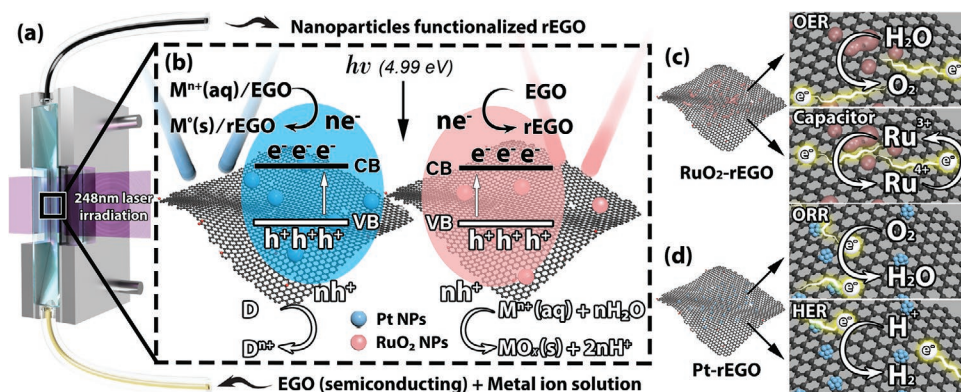 (a)
Nanoparticles functionalized rEGO
248nm laser
irradiation
EGO (semiconducting) + Metal ion solution
(b)
hν (4.99 eV)
Mⁿ⁺(aq)/EGO
M°(s)/rEGO
ne⁻
e⁻ e⁻ e⁻
CB
VB
h⁺h⁺h⁺
nh⁺
D
Dⁿ⁺
Pt NPs
RuO₂ NPs
EGO
rEGO
ne⁻
e⁻ e⁻ e⁻
CB
VB
h⁺h⁺h⁺
nh⁺
Mⁿ⁺(aq) + nH₂O
MOₓ(s) + 2nH⁺
(c)
RuO₂-rEGO
OER
H₂O
O₂
e⁻
e⁻
Capacitor
Ru³⁺
Ru⁴⁺
e⁻
e⁻
(d)
Pt-rEGO
ORR
O₂
H₂O
e⁻
e⁻
HER
H⁺
H₂
e⁻
e⁻